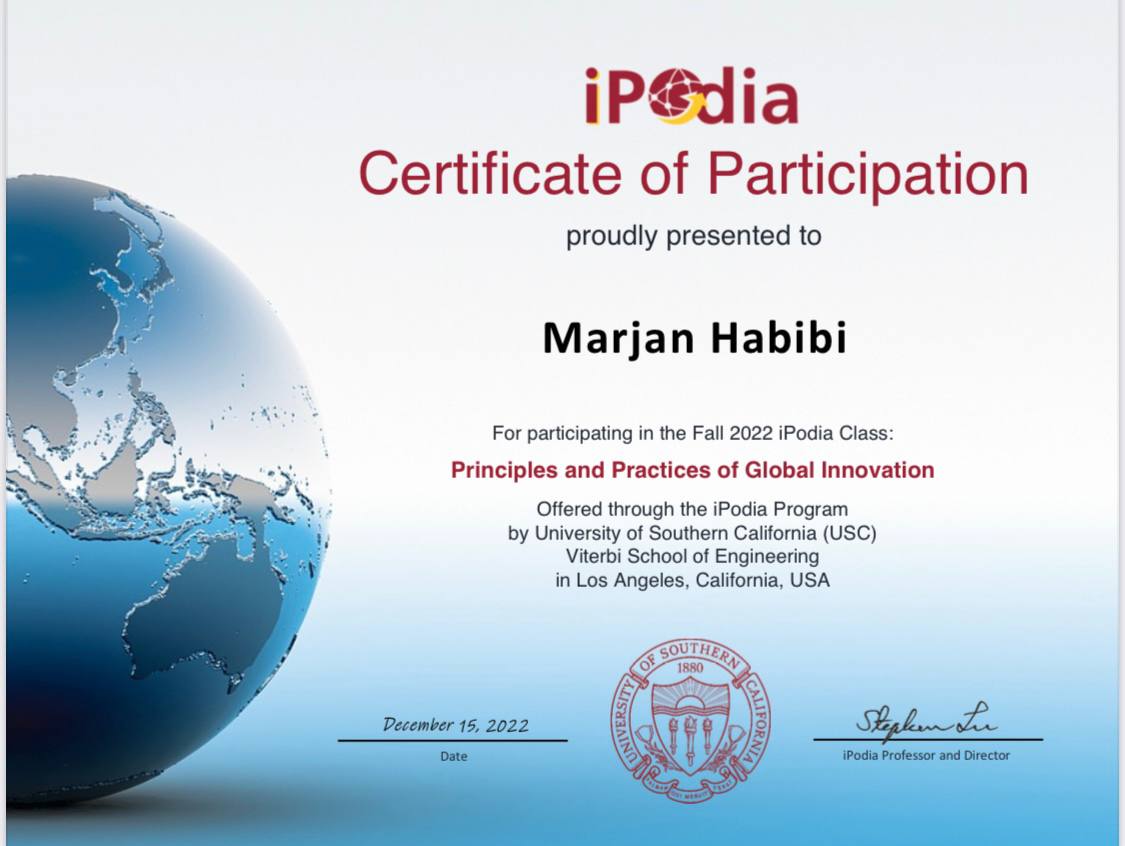 iPodia
Certificate of Participation
proudly presented to
Marjan Habibi
For participating in the Fall 2022 iPodia Class:
Principles and Practices of Global Innovation
Offered through the iPodia Program
by University of Southern California (USC)
Viterbi School of Engineering
in Los Angeles, California, USA
UNIVERSITY OF SOUTHERN CALIFORNIA
1880
December 15, 2022
Date
Stephen Lu
iPodia Professor and Director